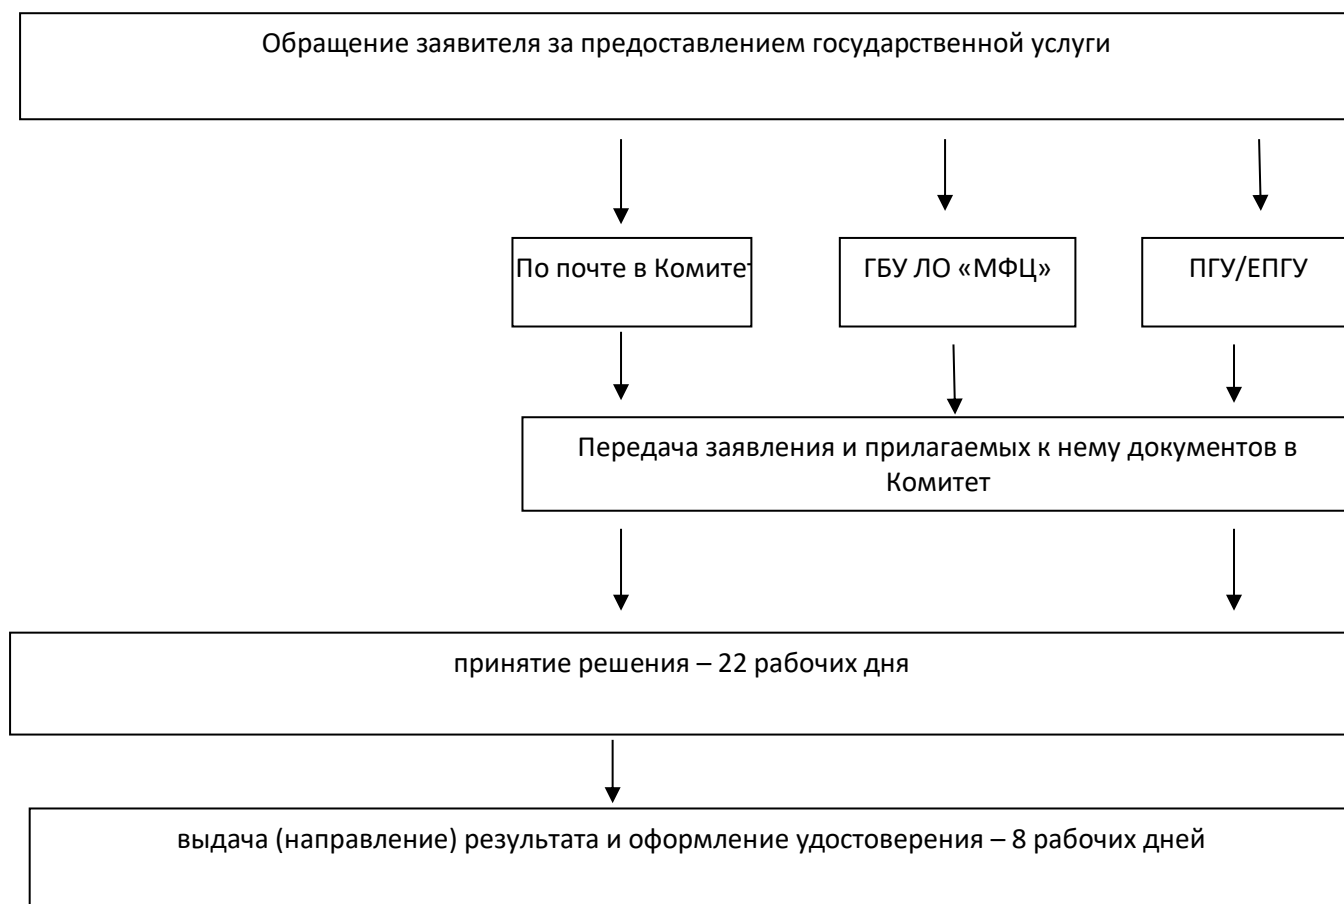 Обращение заявителя за предоставлением государственной услуги
По почте в Комитет
ГБУ ЛО «МФЦ»
ПГУ/ЕПГУ
Передача заявления и прилагаемых к нему документов в
Комитет
принятие решения – 22 рабочих дня
выдача (направление) результата и оформление удостоверения – 8 рабочих дней